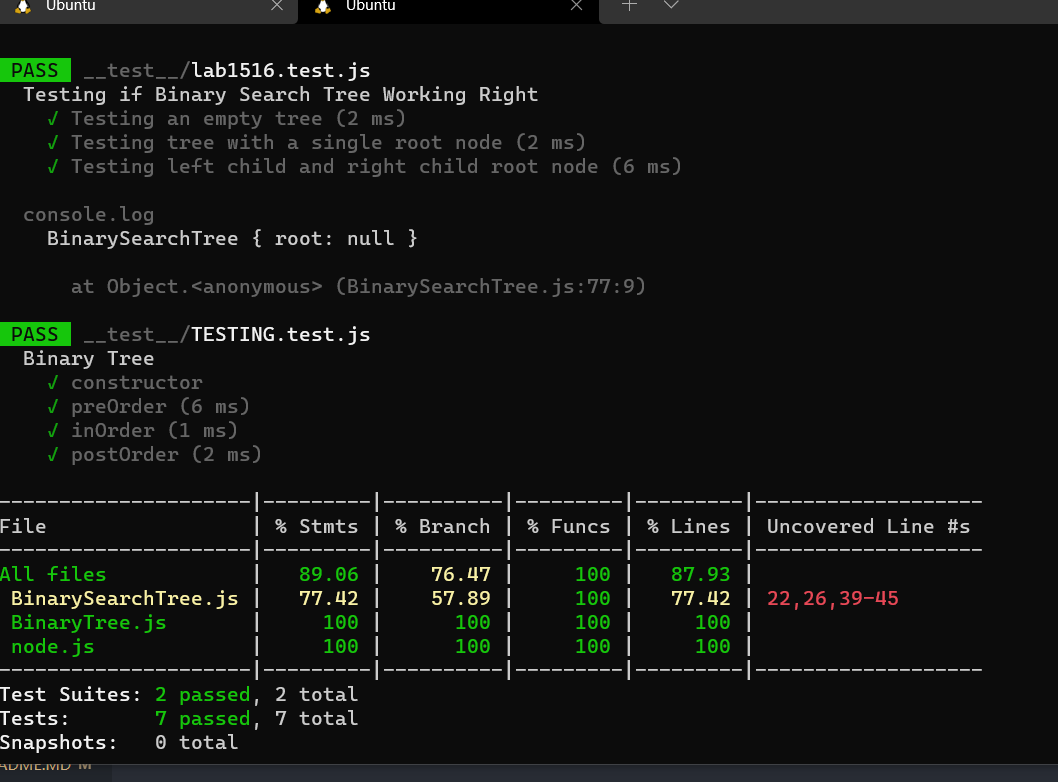 Ubuntu Ubuntu
PASS __test__/lab1516.test.js
Testing if Binary Search Tree Working Right
√ Testing an empty tree (2 ms)
√ Testing tree with a single root node (2 ms)
√ Testing left child and right child root node (6 ms)
console.log
BinarySearchTree { root: null }
at Object.<anonymous> (BinarySearchTree.js:77:9)
PASS __test__/TESTING.test.js
Binary Tree
√ constructor
√ preOrder (6 ms)
√ inOrder (1 ms)
√ postOrder (2 ms)
File | % Stmts | % Branch | % Funcs | % Lines | Uncovered Line #s
All files | 89.06 | 76.47 | 100 | 87.93 |
BinarySearchTree.js | 77.42 | 57.89 | 100 | 77.42 | 22,26,39-45
BinaryTree.js | 100 | 100 | 100 | 100 |
node.js | 100 | 100 | 100 | 100 |
Test Suites: 2 passed, 2 total
Tests: 7 passed, 7 total
Snapshots: 0 total
ADME.MD M